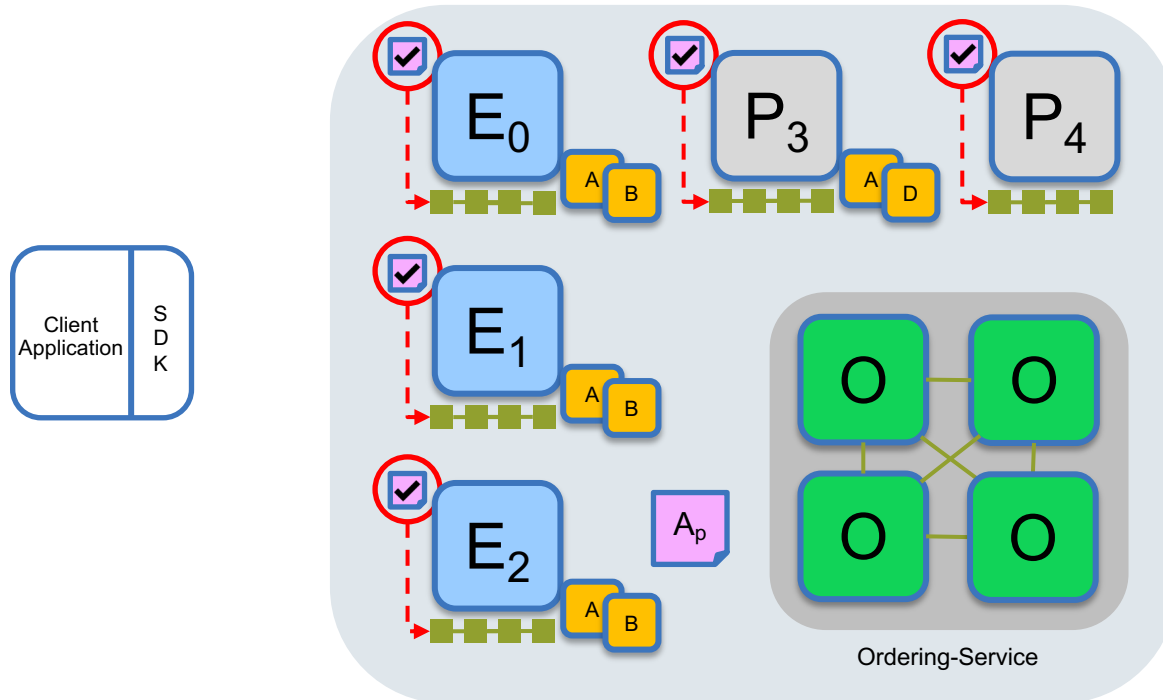 E0
P3
P4
A
B
A
D
Client
Application
S
D
K
E1
A
B
O
O
E2
Ap
O
O
A
B
Ordering-Service